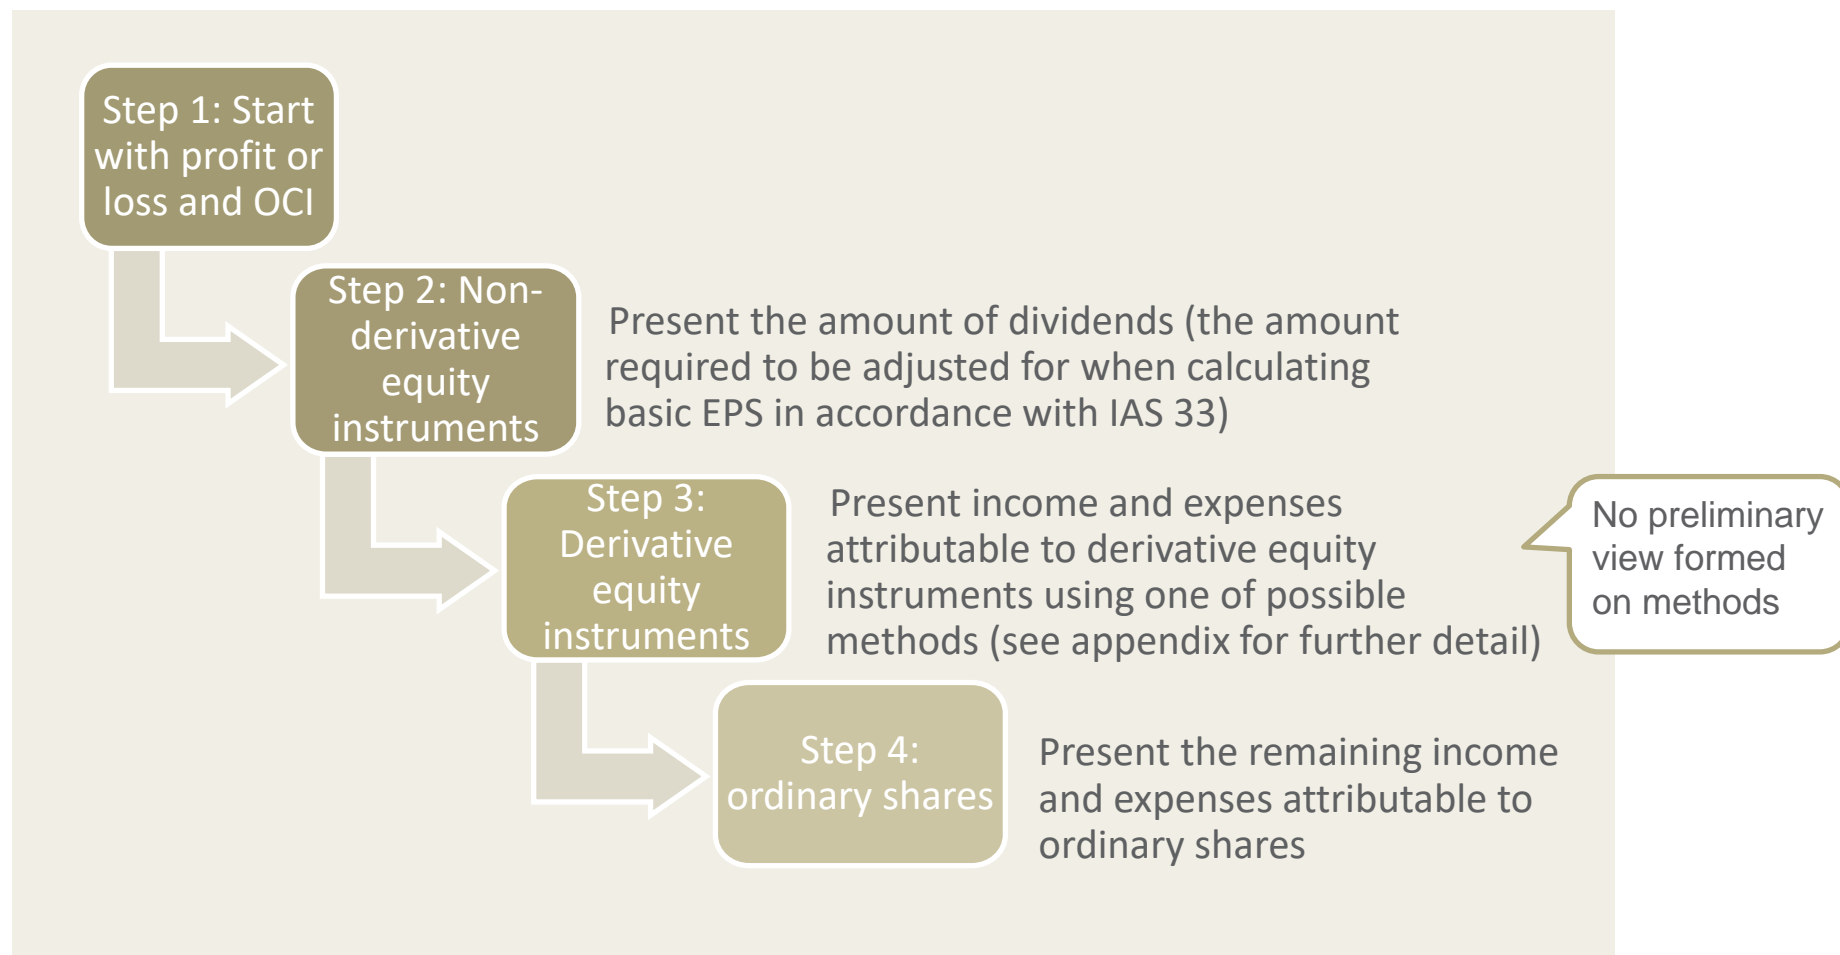 Step 1: Start
with profit or
loss and OCI
Step 2: Non-
derivative
equity
instruments
Present the amount of dividends (the amount
required to be adjusted for when calculating
basic EPS in accordance with IAS 33)
Step 3:
Derivative
equity
instruments
Present income and expenses
attributable to derivative equity
instruments using one of possible
methods (see appendix for further detail)
No preliminary
view formed
on methods
Step 4:
ordinary shares
Present the remaining income
and expenses attributable to
ordinary shares